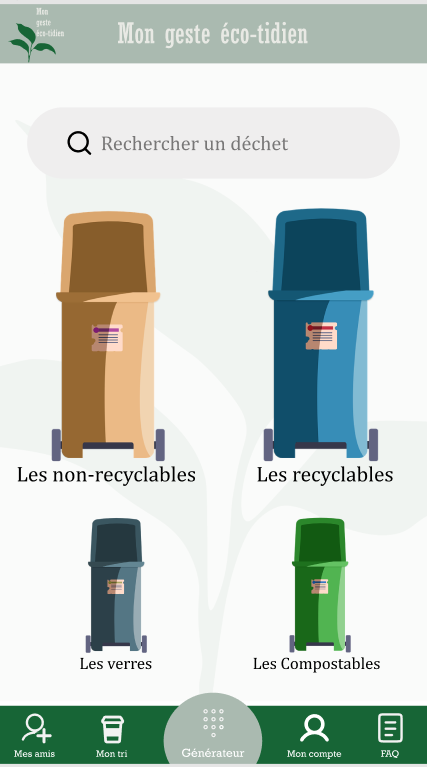 Mon
geste
éco-tidien
Mon geste éco-tidien
Rechercher un déchet
Les non-recyclables
Les recyclables
Les verres
Les Compostables
Mes amis
Mon tri
Générateur
Mon compte
FAQ